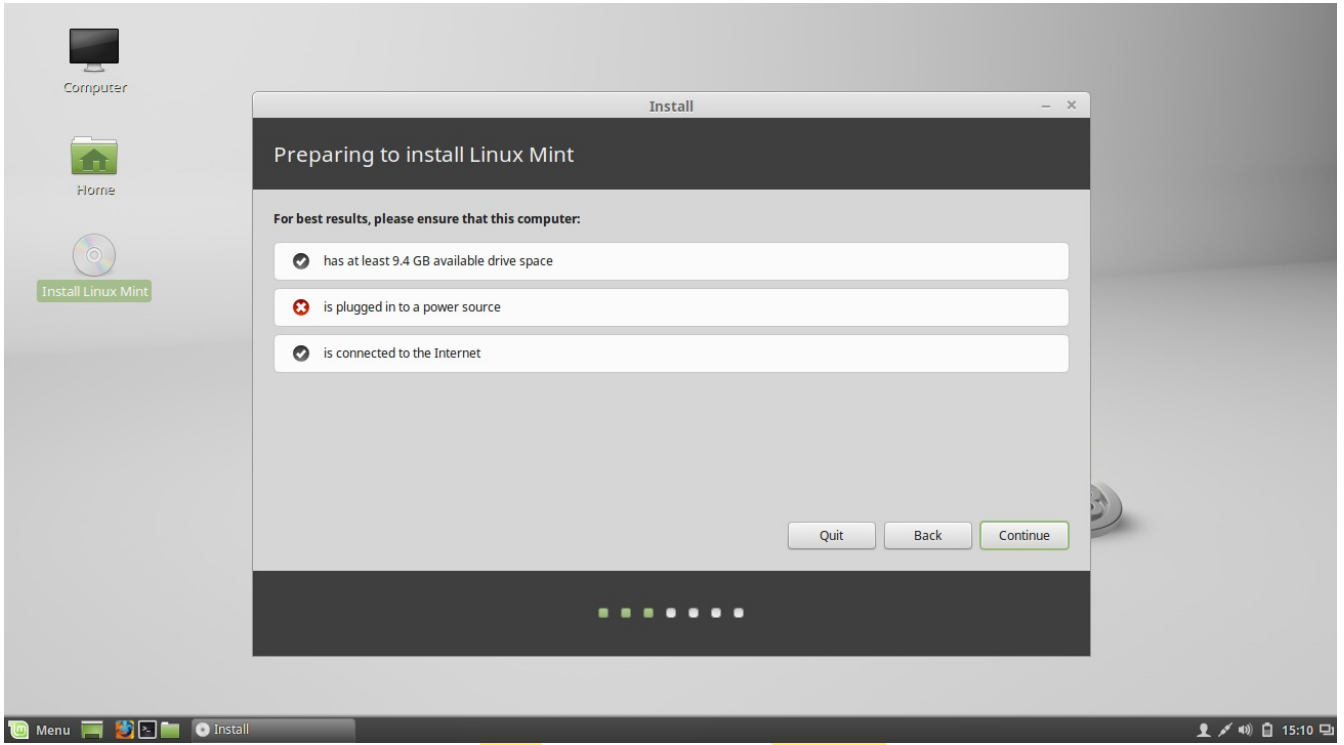 Computer
Install
Preparing to install Linux Mint
Home
For best results, please ensure that this computer:
has at least 9.4 GB available drive space
Install Linux Mint
is plugged in to a power source
is connected to the Internet
Quit Back Continue
Menu Install 15:10